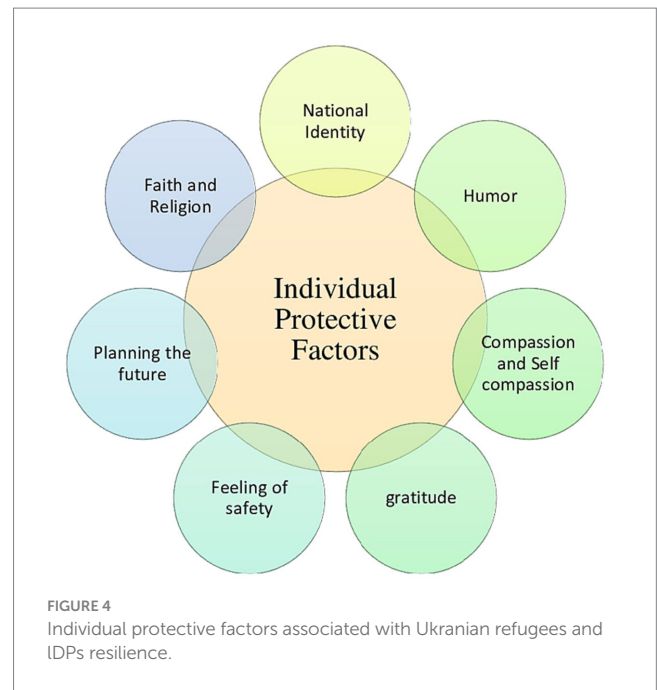 National
Identity
Humor
Compassion
and Self
compassion
gratitude
Feeling of
safety
Planning the
future
Faith and
Religion
Individual
Protective
Factors
FIGURE 4
Individual protective factors associated with Ukranian refugees and
IDPs resilience.